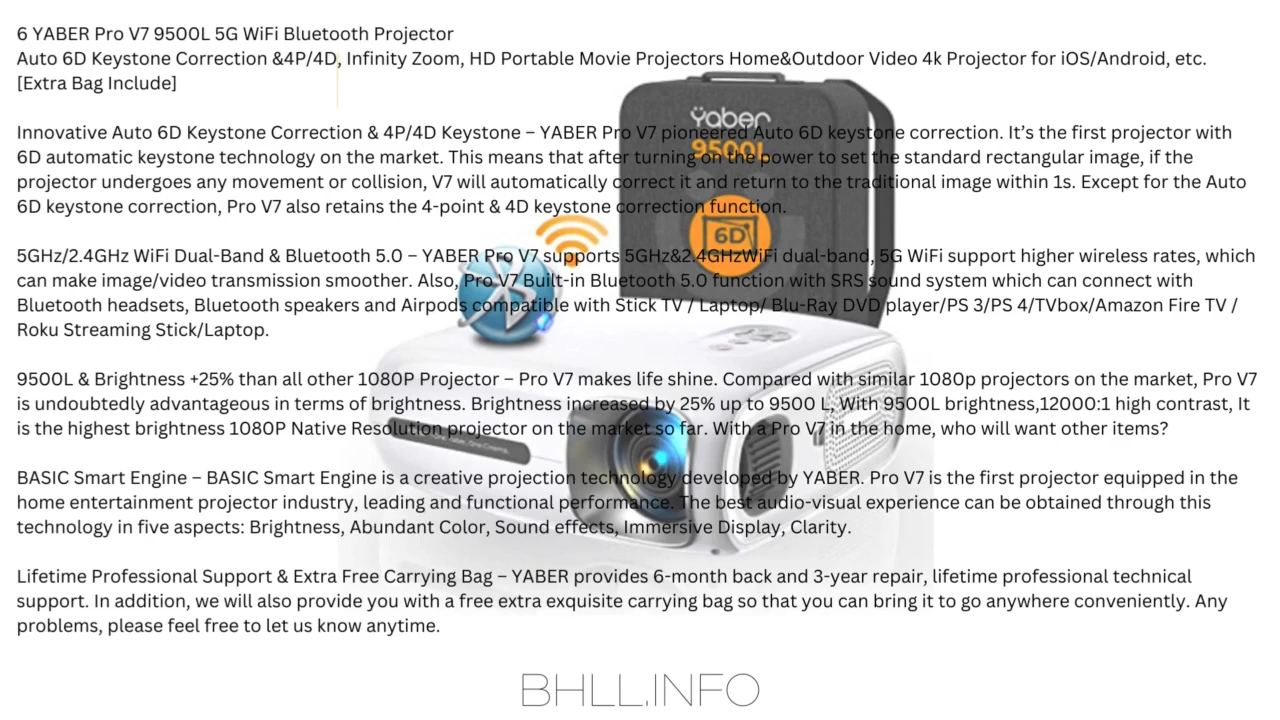 6 YABER Pro V7 9500L 5G WiFi Bluetooth Projector
Auto 6D Keystone Correction &4P/4D, Infinity Zoom, HD Portable Movie Projectors Home&Outdoor Video 4k Projector for iOS/Android, etc.
[Extra Bag Include]
Innovative Auto 6D Keystone Correction & 4P/4D Keystone – YABER Pro V7 pioneered Auto 6D keystone correction. It’s the first projector with
6D automatic keystone technology on the market. This means that after turning on the power to set the standard rectangular image, if the
projector undergoes any movement or collision, V7 will automatically correct it and return to the traditional image within 1s. Except for the Auto
6D keystone correction, Pro V7 also retains the 4-point & 4D keystone correction function.
5GHz/2.4GHz WiFi Dual-Band & Bluetooth 5.0 – YABER Pro V7 supports 5GHz&2.4GHzWiFi dual-band, 5G WiFi support higher wireless rates, which
can make image/video transmission smoother. Also, Pro V7 Built-in Bluetooth 5.0 function with SRS sound system which can connect with
Bluetooth headsets, Bluetooth speakers and Airpods compatible with Stick TV / Laptop/ Blu-Ray DVD player/PS 3/PS 4/TVbox/Amazon Fire TV /
Roku Streaming Stick/Laptop.
9500L & Brightness +25% than all other 1080P Projector – Pro V7 makes life shine. Compared with similar 1080p projectors on the market, Pro V7
is undoubtedly advantageous in terms of brightness. Brightness increased by 25% up to 9500 L, With 9500L brightness,12000:1 high contrast, It
is the highest brightness 1080P Native Resolution projector on the market so far. With a Pro V7 in the home, who will want other items?
BASIC Smart Engine – BASIC Smart Engine is a creative projection technology developed by YABER. Pro V7 is the first projector equipped in the
home entertainment projector industry, leading and functional performance. The best audio-visual experience can be obtained through this
technology in five aspects: Brightness, Abundant Color, Sound effects, Immersive Display, Clarity.
Lifetime Professional Support & Extra Free Carrying Bag – YABER provides 6-month back and 3-year repair, lifetime professional technical
support. In addition, we will also provide you with a free extra exquisite carrying bag so that you can bring it to go anywhere conveniently. Any
problems, please feel free to let us know anytime.
Ÿaber
9500L
6D
BHLL.INFO